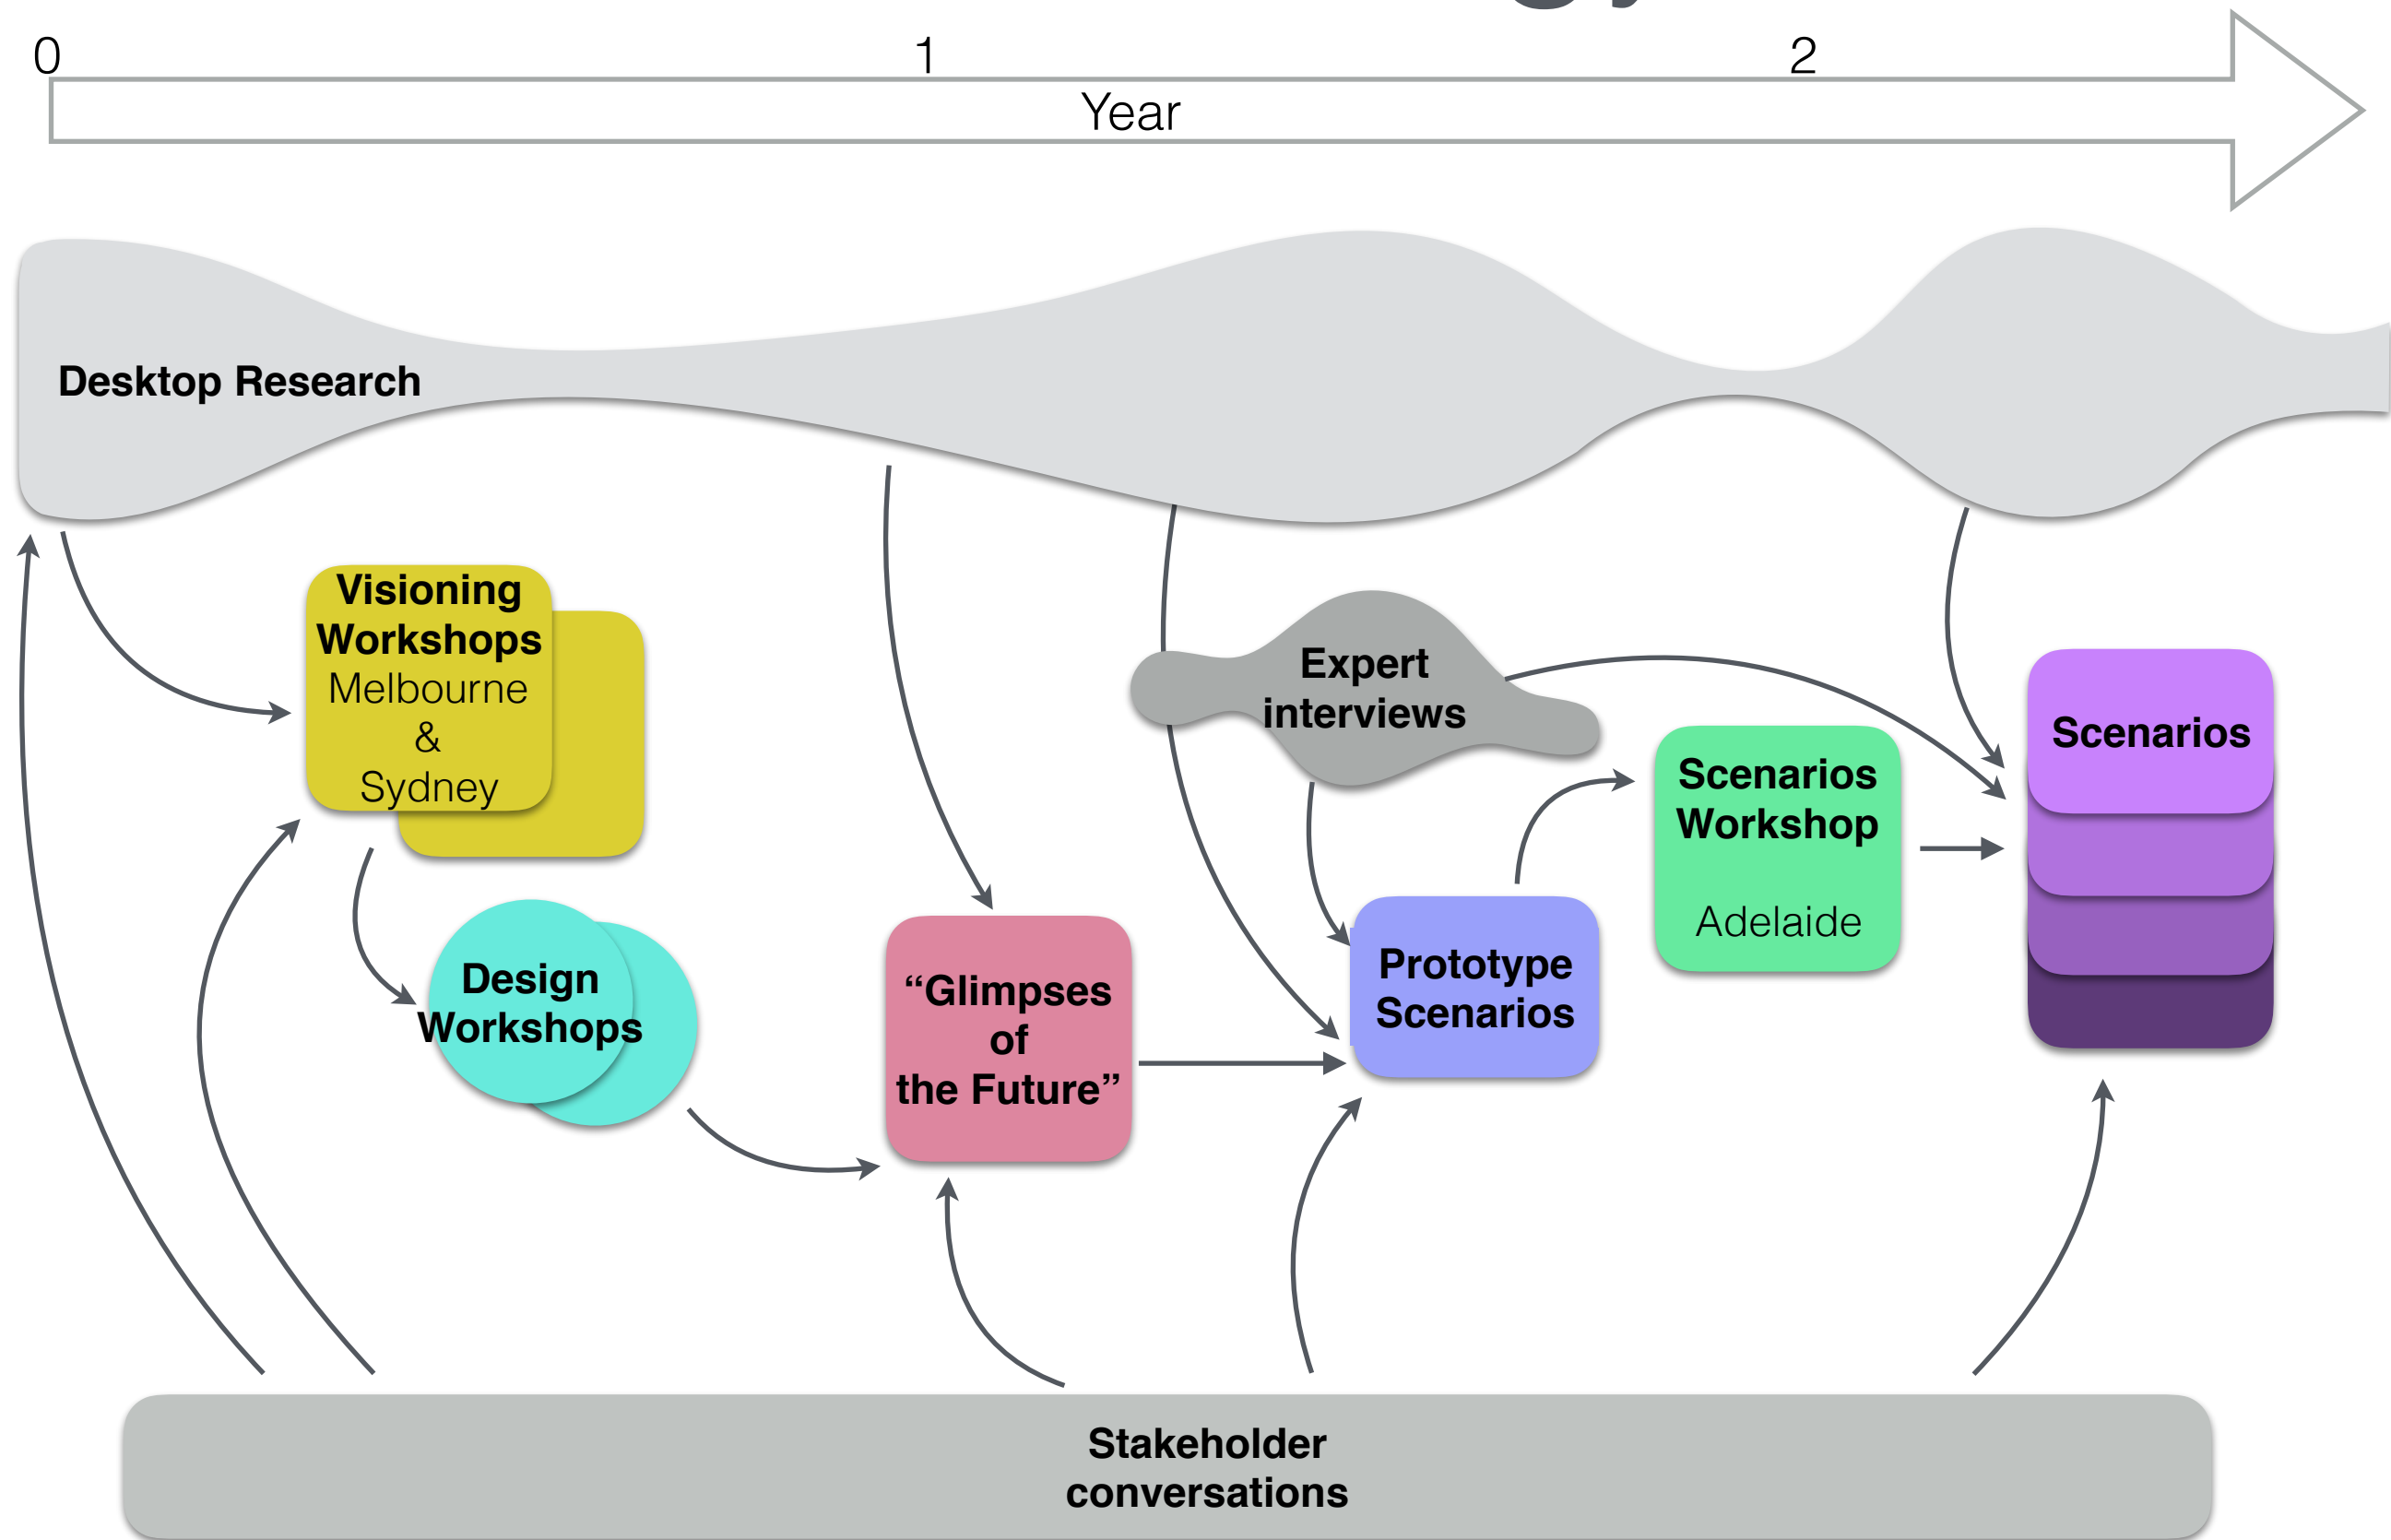 0
1
2
Year
Desktop Research
Visioning
Workshops
Melbourne
&
Sydney
Design
Workshops
“Glimpses
of
the Future”
Expert
interviews
Prototype
Scenarios
Scenarios
Workshop
Adelaide
Scenarios
Stakeholder
conversations